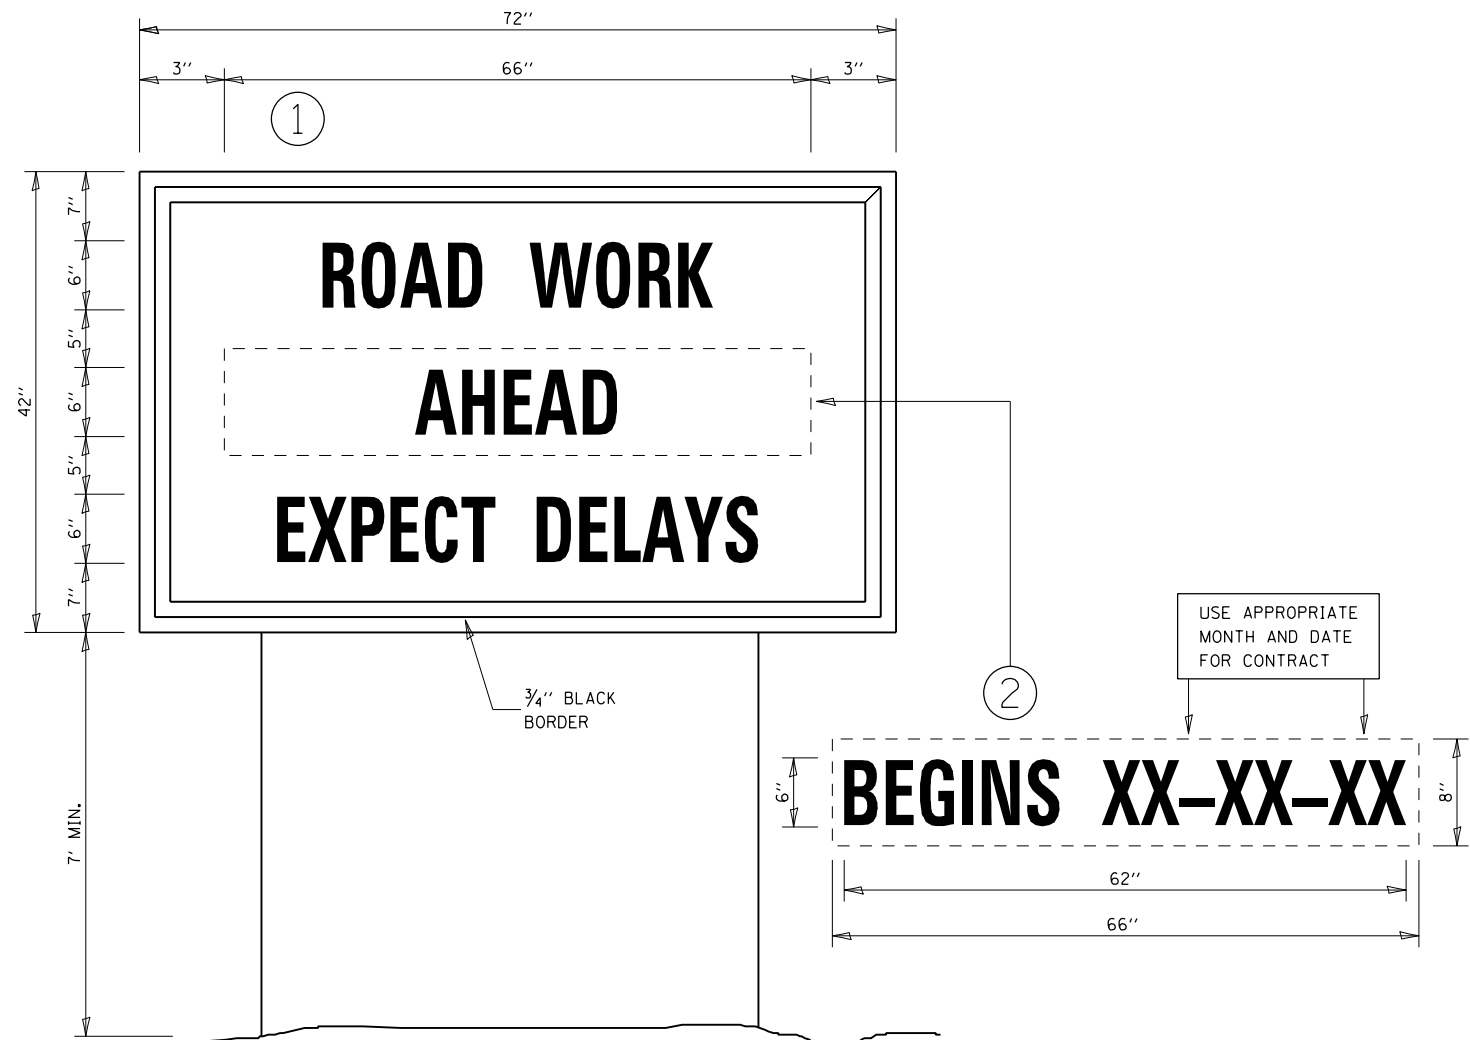 72''
3'' 66'' 3''
1
7''
6''
5''
6''
5''
6''
7''
42''
ROAD WORK
AHEAD
EXPECT DELAYS
3/4'' BLACK
BORDER
7' MIN.
2
USE APPROPRIATE
MONTH AND DATE
FOR CONTRACT
6''
BEGINS XX-XX-XX
8''
62''
66''